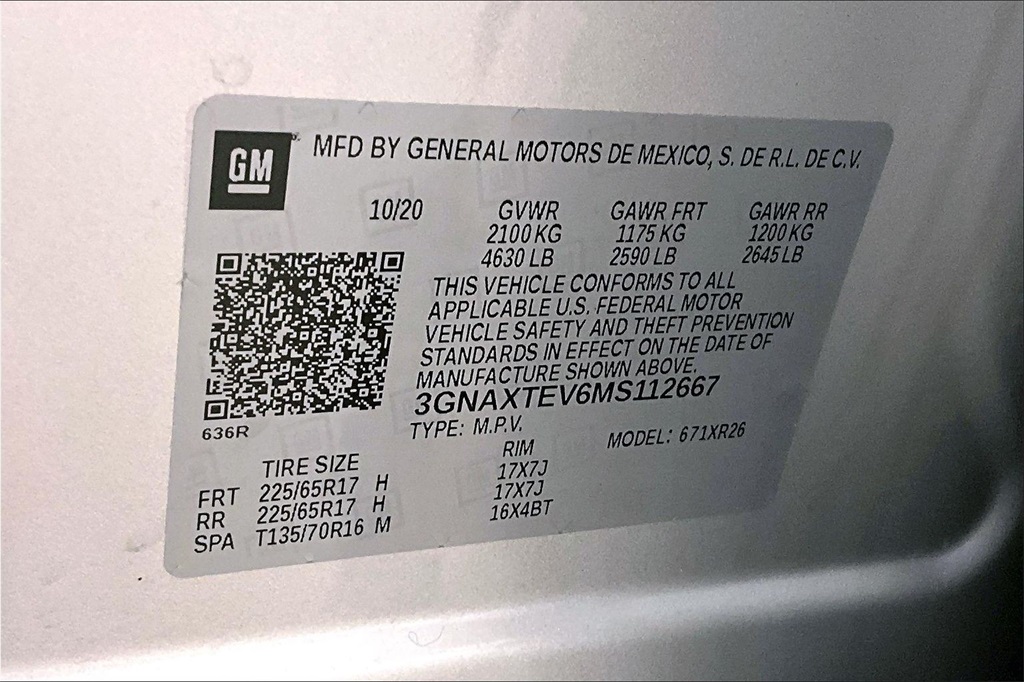 GM
MFD BY GENERAL MOTORS DE MEXICO, S. DE R.L. DE C.V.
10/20 GVWR GAWR FRT GAWR RR
2100 KG 1175 KG 1200 KG
4630 LB 2590 LB 2645 LB
THIS VEHICLE CONFORMS TO ALL
APPLICABLE U.S. FEDERAL MOTOR
VEHICLE SAFETY AND THEFT PREVENTION
STANDARDS IN EFFECT ON THE DATE OF
MANUFACTURE SHOWN ABOVE.
3GNAXTEV6MS112667
636R
TYPE: M.P.V. MODEL: 671XR26
TIRE SIZE RIM
FRT 225/65R17 H 17X7J
RR 225/65R17 H 17X7J
SPA T135/70R16 M 16X4BT